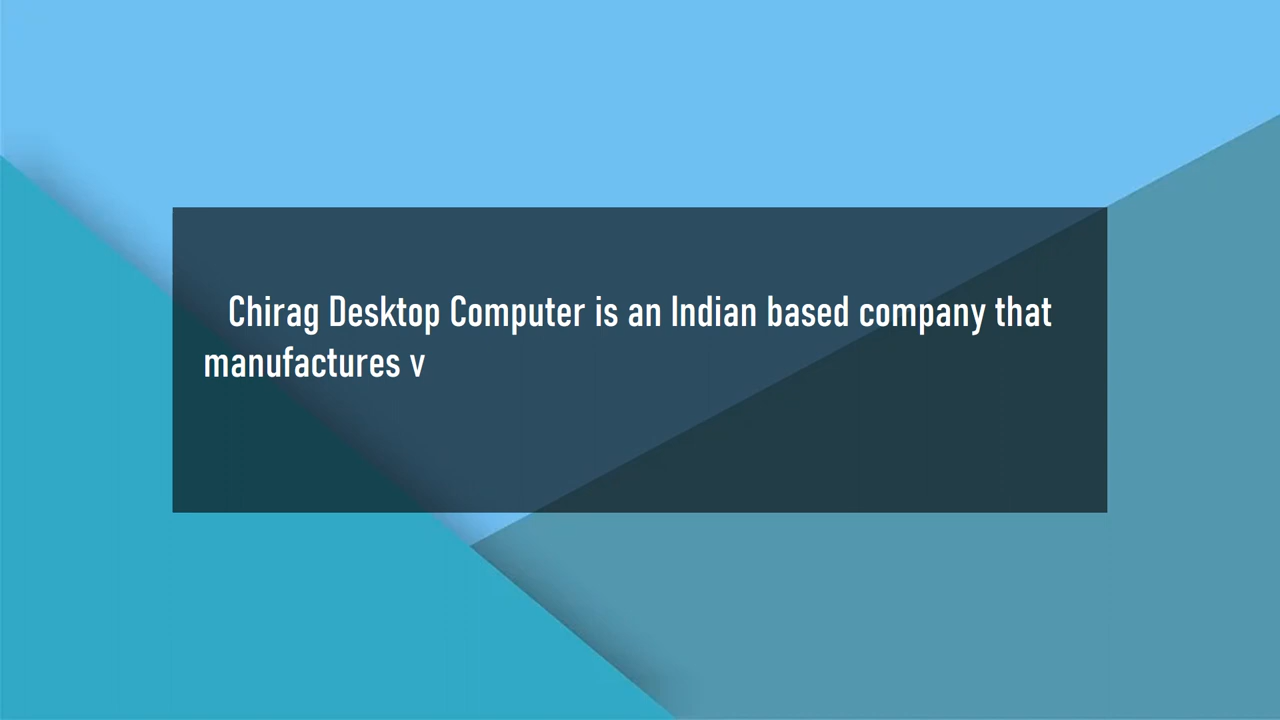 Chirag Desktop Computer is an Indian based company that
manufactures v